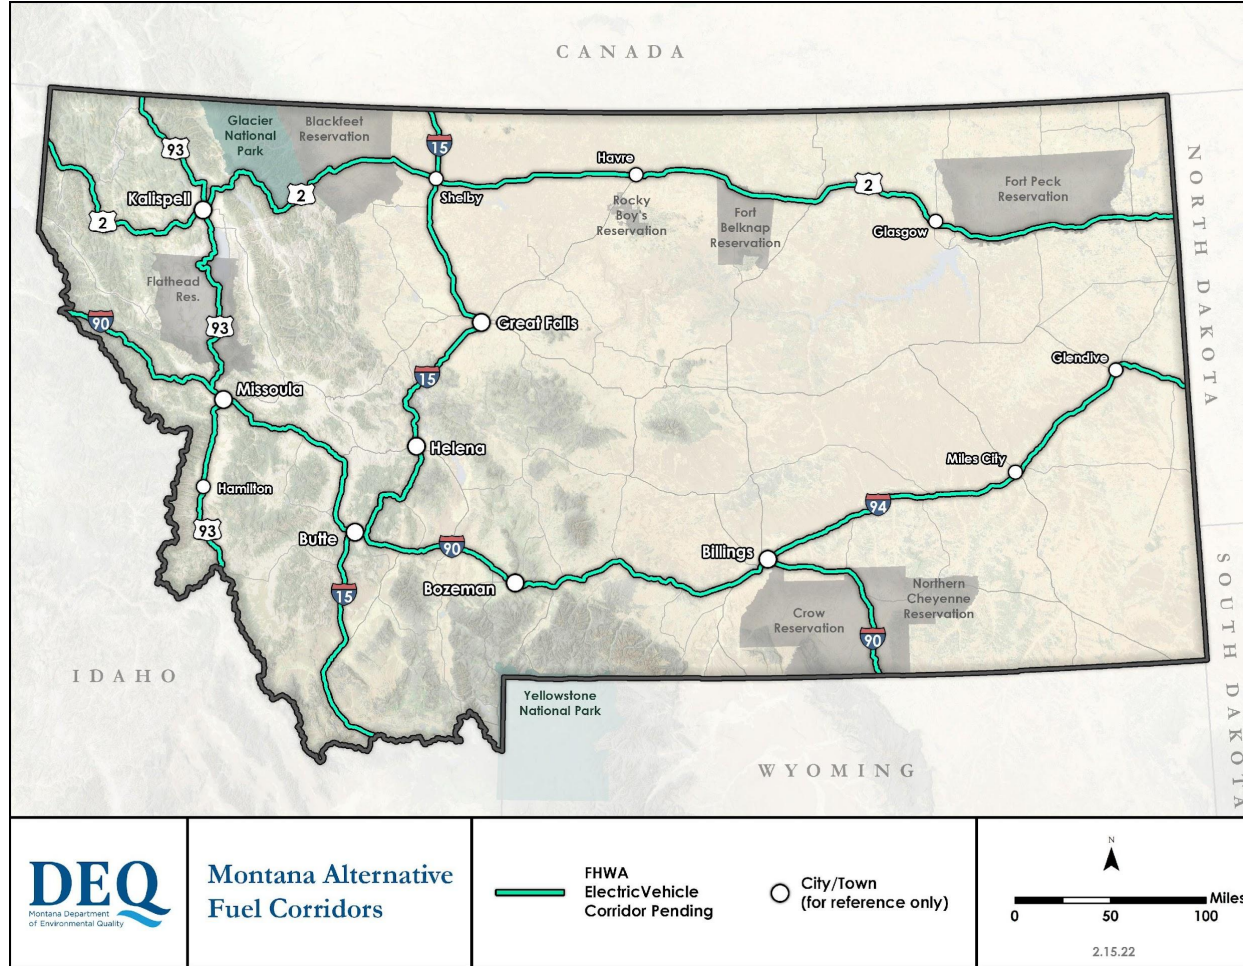 CANADA
Glacier
National
Park
Blackfeet
Reservation
93
15
Havre
Kalispell
2
Shelby
2
Fort Peck
Reservation
2
Rocky
Boy's
Reservation
Fort
Belknap
Reservation
Glasgow
NORTH DAKOTA
Flathead
Res.
90
93
Great Falls
15
Glendive
Missoula
Helena
Miles City
Hamilton
94
93
Butte
90
Billings
Bozeman
15
Northern
Cheyenne
Reservation
Crow
Reservation
90
SOUTH DAKOTA
IDAHO
Yellowstone
National Park
WYOMING
DEQ
Montana Department
of Environmental Quality
Montana Alternative
Fuel Corridors
FHWA
ElectricVehicle
Corridor Pending
City/Town
(for reference only)
N
Miles
0 50 100
2.15.22